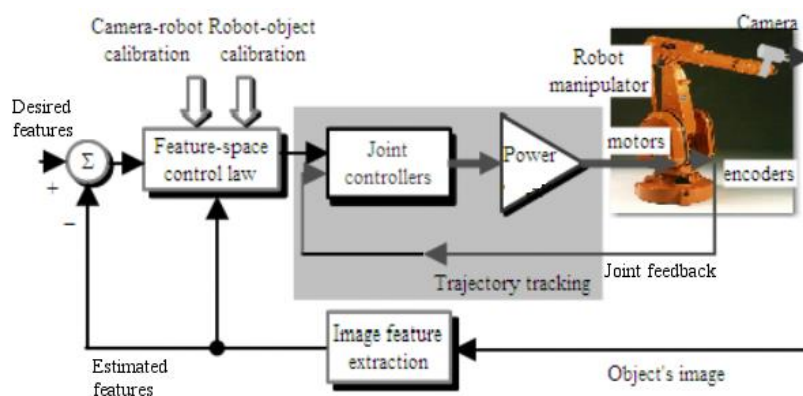 Camera-robot Robot-object
calibration calibration
Camera
Robot
manipulator
Desired
features
Σ
+
−
Feature-space
control law
Joint
controllers
Power
motors
encoders
Joint feedback
Trajectory tracking
Image feature
extraction
Estimated
features
Object's image